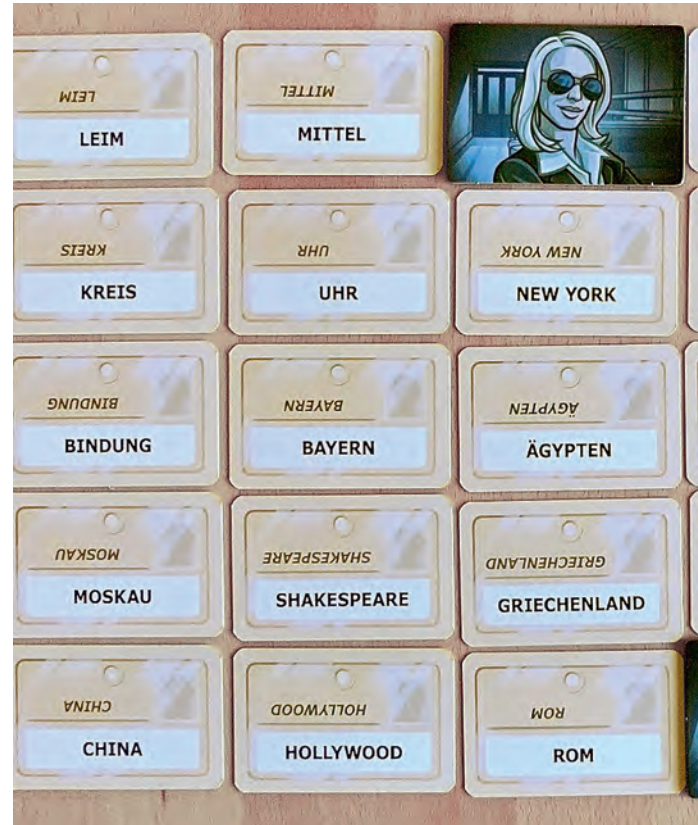 LEIM
LEIM
MITTEL
MITTEL
KREIS
KREIS
UHR
UHR
NEW YORK
NEW YORK
BINDUNG
BINDUNG
BAYERN
BAYERN
ÄGYPTEN
ÄGYPTEN
MOSKAU
MOSKAU
SHAKESPEARE
SHAKESPEARE
GRIECHENLAND
GRIECHENLAND
CHINA
CHINA
HOLLYWOOD
HOLLYWOOD
ROM
ROM